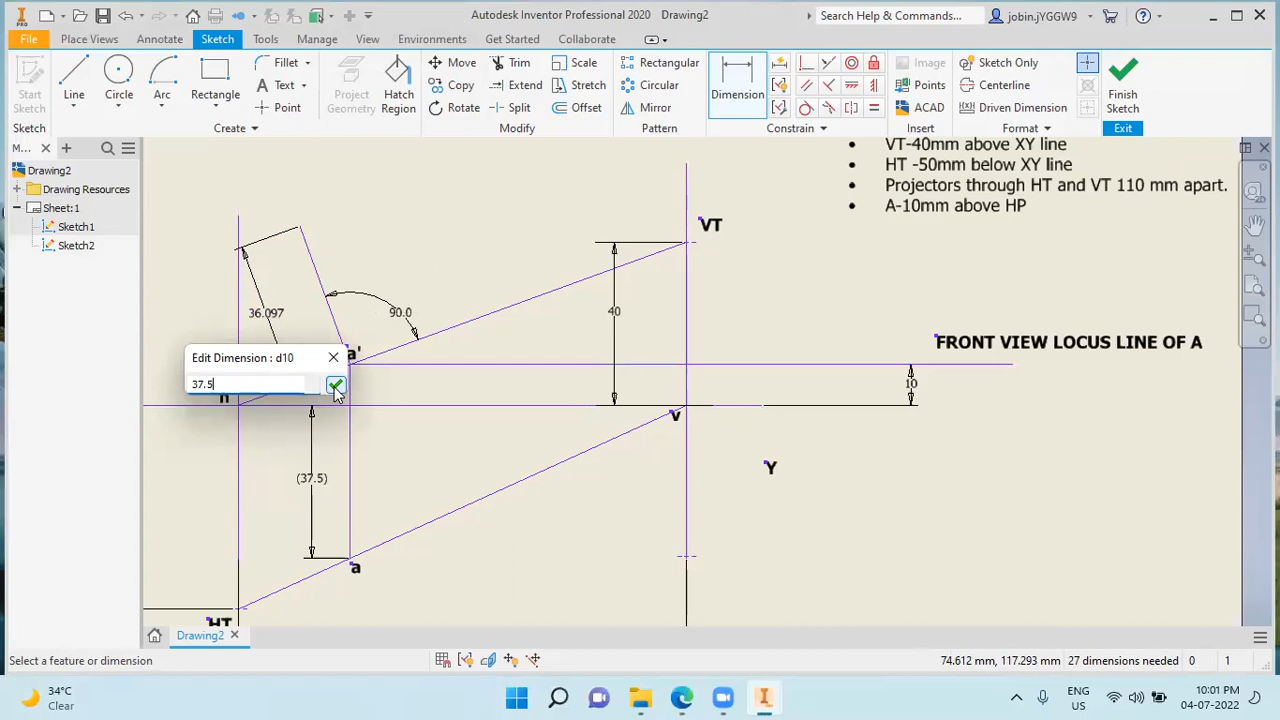 Autodesk Inventor Professional 2020 Drawing2
Search Help & Commands...
jobin.jYGGW9
PRO
File
Place Views
Annotate
Sketch
Tools
Manage
View
Environments
Get Started
Collaborate
Start
Sketch
Line
Circle
Arc
Rectangle
Fillet
Text
Point
Project
Geometry
Hatch
Region
Move
Copy
Rotate
Trim
Extend
Split
Scale
Stretch
Offset
Rectangular
Circular
Mirror
Dimension
Image
Points
ACAD
Sketch Only
Centerline
Driven Dimension
Finish
Sketch
Sketch
Create
Modify
Pattern
Constrain
Insert
Format
Exit
M...
Drawing2
Drawing Resources
Sheet:1
Sketch1
Sketch2
VT-40mm above XY line
HT -50mm below XY line
Projectors through HT and VT 110 mm apart.
A-10mm above HP
VT
36.097
90.0
40
FRONT VIEW LOCUS LINE OF A
a'
Edit Dimension : d10
37.5
10
h
v
(37.5)
Y
a
HT
2D
Drawing2
Select a feature or dimension
74.612 mm, 117.293 mm
27 dimensions needed
0
1
34°C
Clear
ENG
US
10:01 PM
04-07-2022